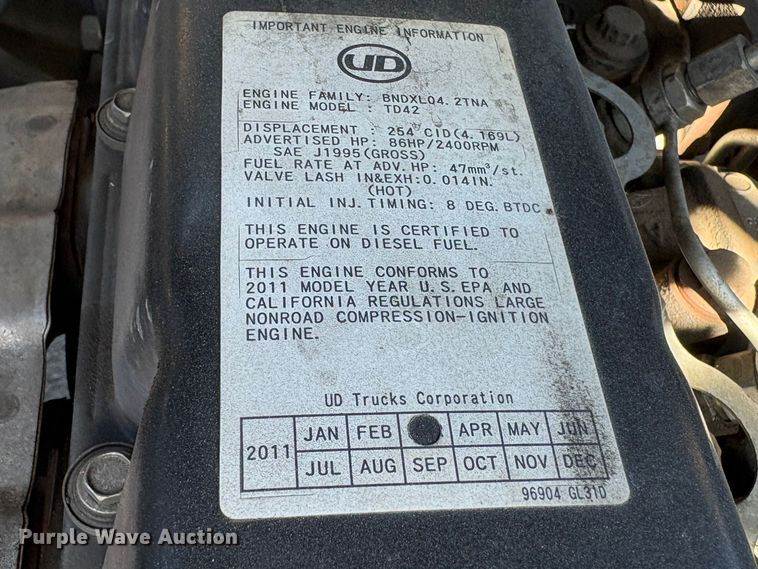 IMPORTANT ENGINE INFORMATION
UD
ENGINE FAMILY: BNDXL04.2TNA
ENGINE MODEL : TD42
DISPLACEMENT : 254 CID(4.169L)
ADVERTISED HP: 86HP/2400RPM
SAE J1995(GROSS)
FUEL RATE AT ADV. HP: 47mm³/st.
VALVE LASH IN&EXH:0.014IN.
(HOT)
INITIAL INJ. TIMING: 8 DEG. BTDC
THIS ENGINE IS CERTIFIED TO
OPERATE ON DIESEL FUEL.
THIS ENGINE CONFORMS TO
2011 MODEL YEAR U.S.EPA AND
CALIFORNIA REGULATIONS LARGE
NONROAD COMPRESSION-IGNITION
ENGINE.
UD Trucks Corporation
2011 JAN FEB APR MAY JUN
JUL AUG SEP OCT NOV DEC
96904 GL31D
Purple Wave Auction